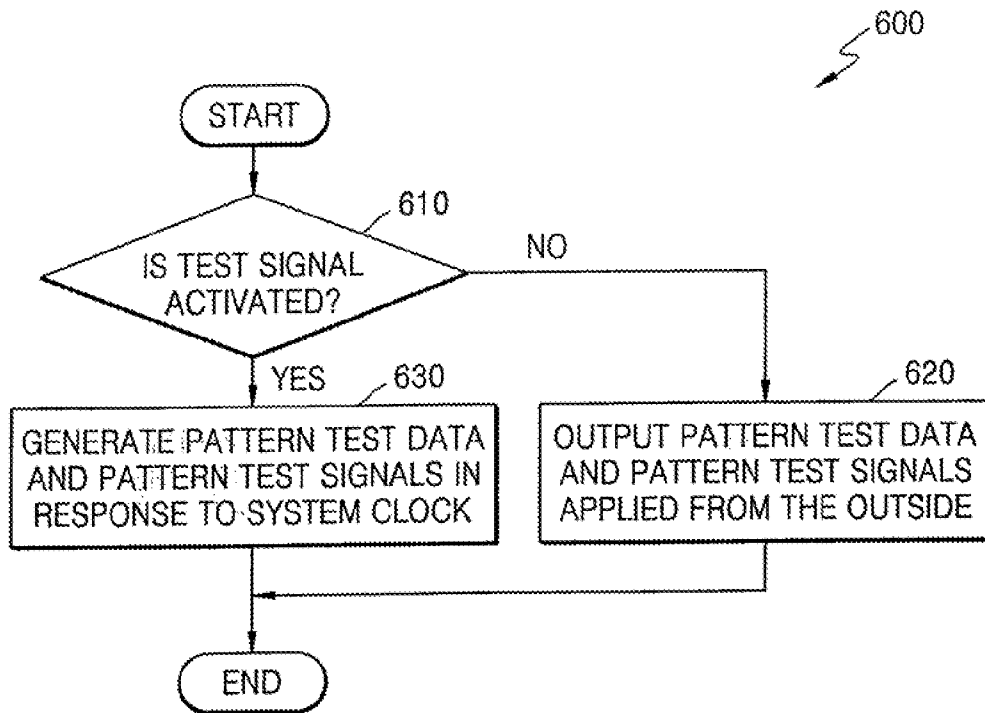 600
START
610
IS TEST SIGNAL
ACTIVATED?
NO
YES
630
GENERATE PATTERN TEST DATA
AND PATTERN TEST SIGNALS IN
RESPONSE TO SYSTEM CLOCK
620
OUTPUT PATTERN TEST DATA
AND PATTERN TEST SIGNALS
APPLIED FROM THE OUTSIDE
END